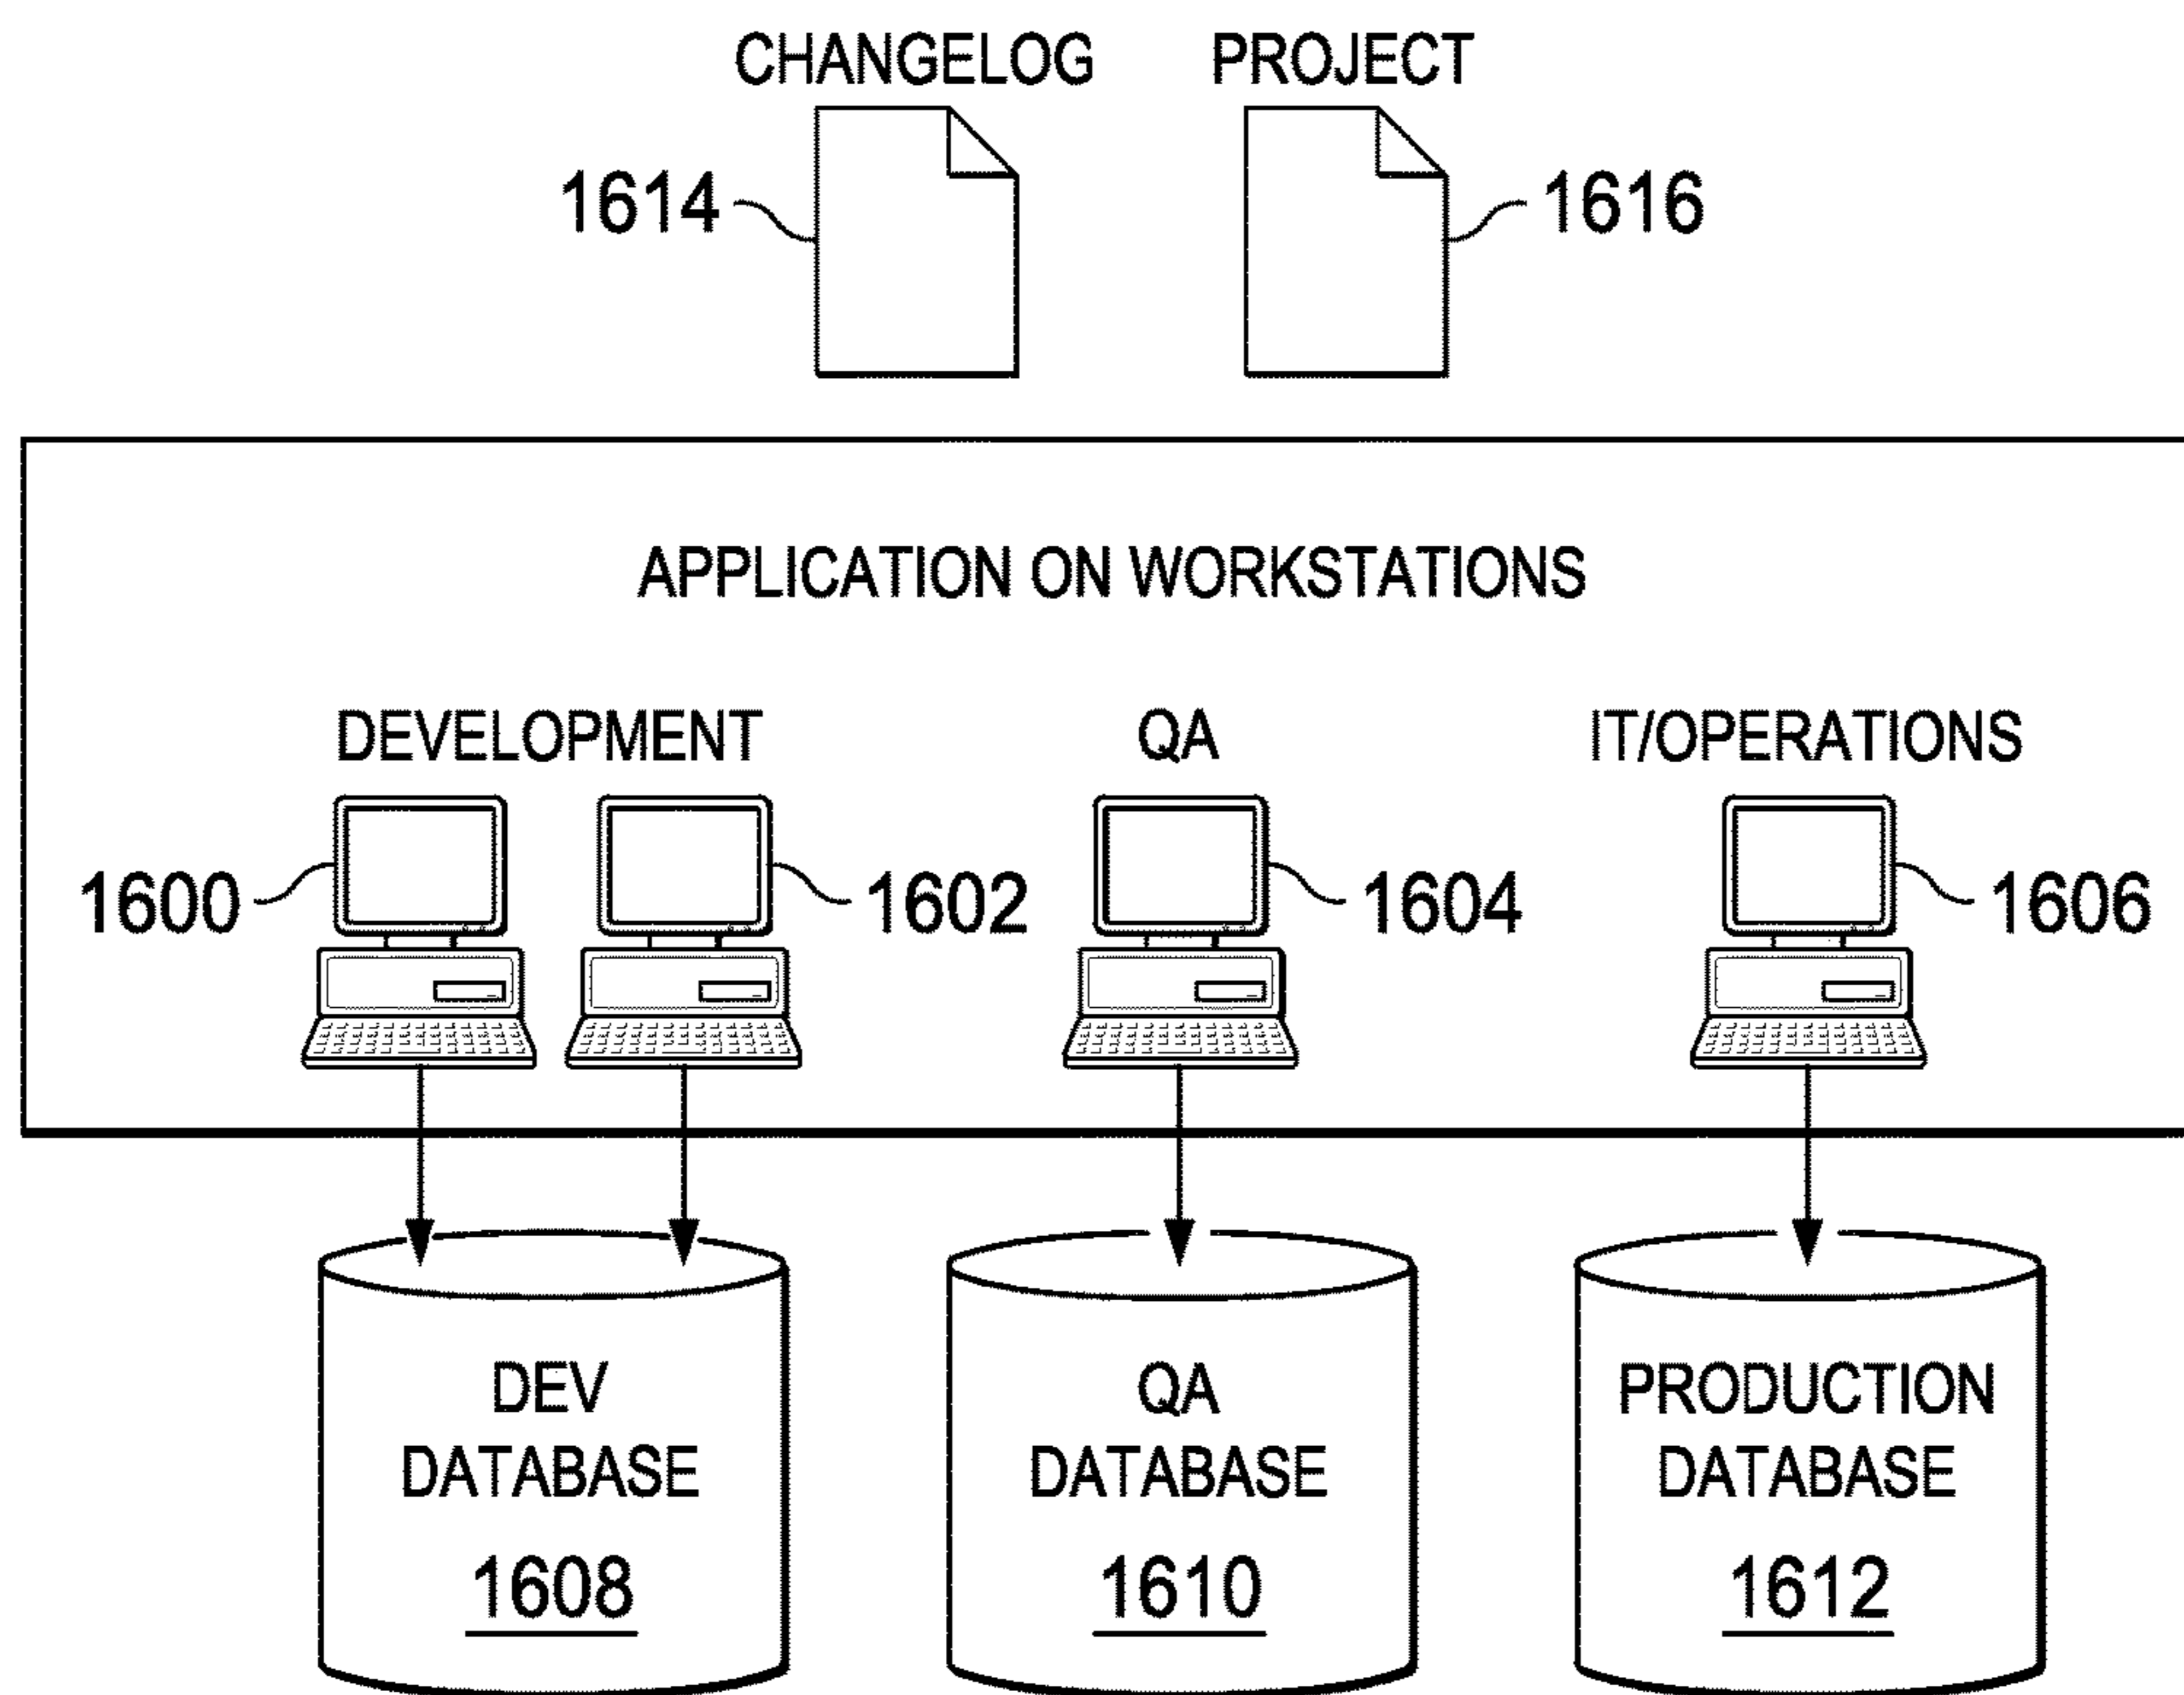 CHANGELOG PROJECT
1614 1616
APPLICATION ON WORKSTATIONS
DEVELOPMENT QA IT/OPERATIONS
1600 1602 1604 1606
DEV
DATABASE
1608
QA
DATABASE
1610
PRODUCTION
DATABASE
1612